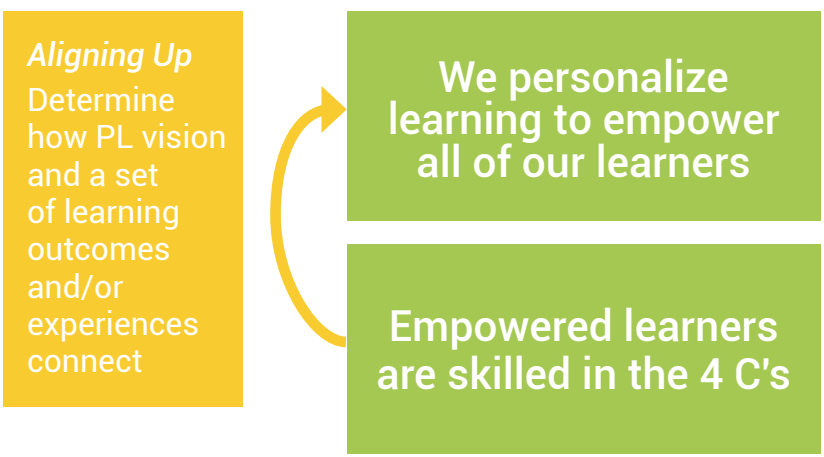 Aligning Up
Determine
how PL vision
and a set
of learning
outcomes
and/or
experiences
connect
We personalize
learning to empower
all of our learners
Empowered learners
are skilled in the 4 C's